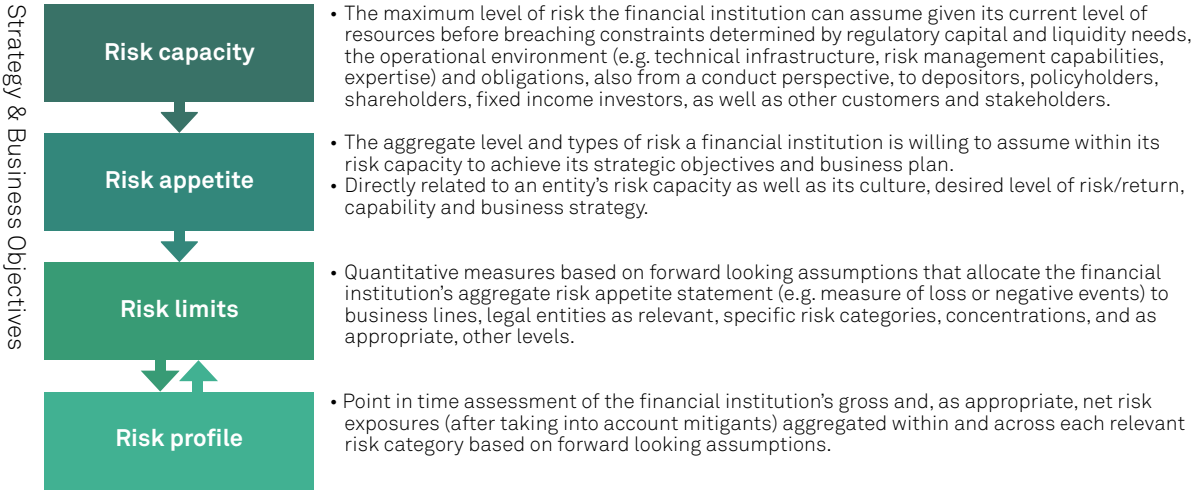 Strategy & Business Objectives
Risk capacity
• The maximum level of risk the financial institution can assume given its current level of
resources before breaching constraints determined by regulatory capital and liquidity needs,
the operational environment (e.g. technical infrastructure, risk management capabilities,
expertise) and obligations, also from a conduct perspective, to depositors, policyholders,
shareholders, fixed income investors, as well as other customers and stakeholders.
Risk appetite
• The aggregate level and types of risk a financial institution is willing to assume within its
risk capacity to achieve its strategic objectives and business plan.
• Directly related to an entity's risk capacity as well as its culture, desired level of risk/return,
capability and business strategy.
Risk limits
• Quantitative measures based on forward looking assumptions that allocate the financial
institution's aggregate risk appetite statement (e.g. measure of loss or negative events) to
business lines, legal entities as relevant, specific risk categories, concentrations, and as
appropriate, other levels.
Risk profile
• Point in time assessment of the financial institution's gross and, as appropriate, net risk
exposures (after taking into account mitigants) aggregated within and across each relevant
risk category based on forward looking assumptions.